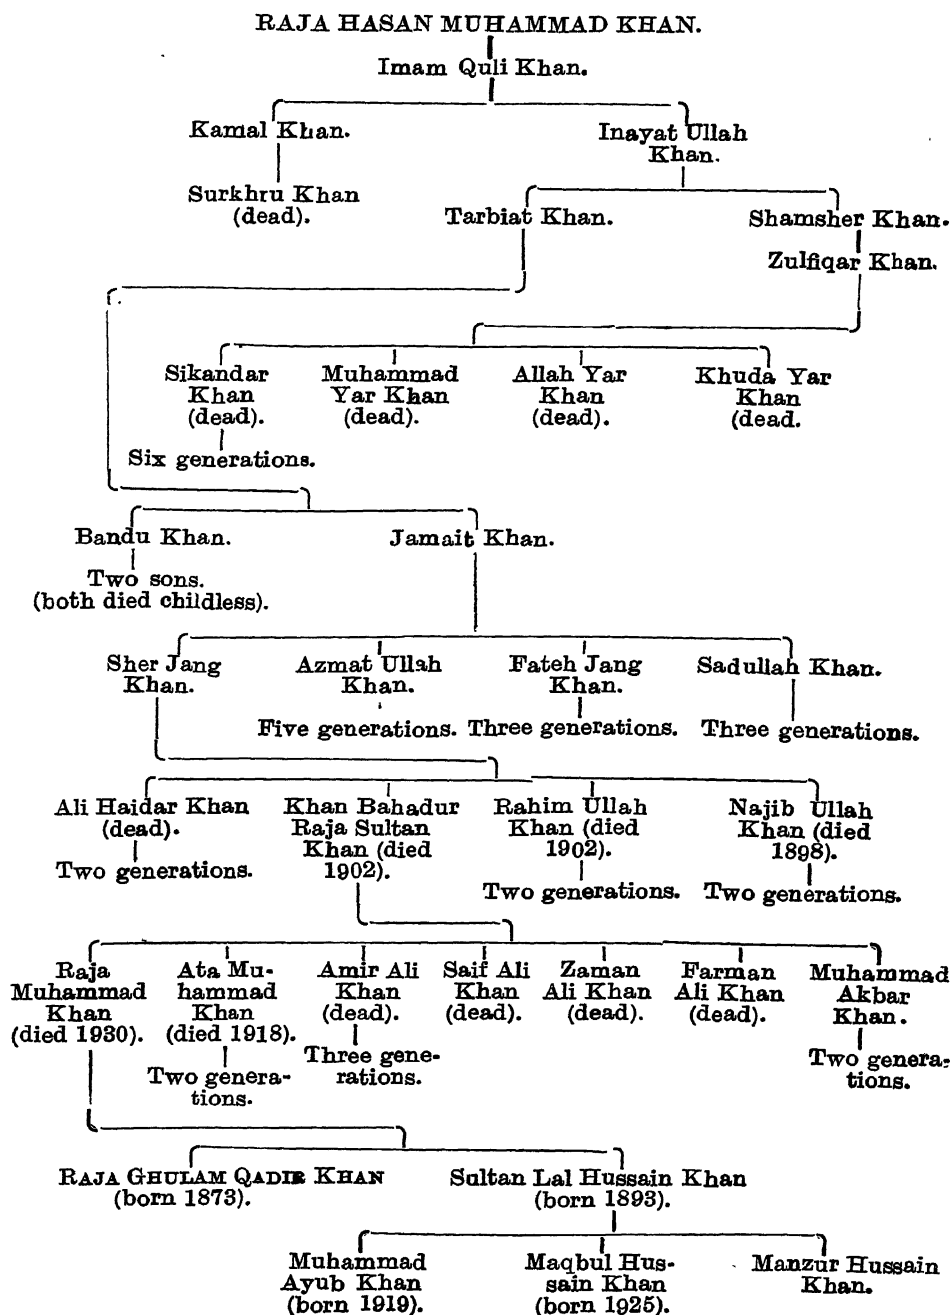 RAJA HASAN MUHAMMAD KHAN.
Imam Quli Khan.
Kamal Khan.
Inayat Ullah
Khan.
Surkhru Khan
(dead).
Tarbiat Khan.
Shamsher Khan.
Zulfiqar Khan.
Sikandar
Khan
(dead).
Muhammad
Yar Khan
(dead).
Allah Yar
Khan
(dead).
Khuda Yar
Khan
(dead.
Six generations.
Bandu Khan.
Jamait Khan.
Two sons.
(both died childless).
Sher Jang
Khan.
Azmat Ullah
Khan.
Fateh Jang
Khan.
Sadullah Khan.
Five generations.
Three generations.
Three generations.
Ali Haidar Khan
(dead).
Khan Bahadur
Raja Sultan
Khan (died
1902).
Rahim Ullah
Khan (died
1902).
Najib Ullah
Khan (died
1898).
Two generations.
Two generations.
Two generations.
Raja
Muhammad
Khan
(died 1930).
Ata Mu-
hammad
Khan
(died 1918).
Amir Ali
Khan
(dead).
Saif Ali
Khan
(dead).
Zaman
Ali Khan
(dead).
Farman
Ali Khan
(dead).
Muhammad
Akbar
Khan.
Two genera-
tions.
Three gene-
rations.
Two genera-
tions.
RAJA GHULAM QADIR KHAN
(born 1873).
Sultan Lal Hussain Khan
(born 1893).
Muhammad
Ayub Khan
(born 1919).
Maqbul Hus-
sain Khan
(born 1925).
Manzur Hussain
Khan.